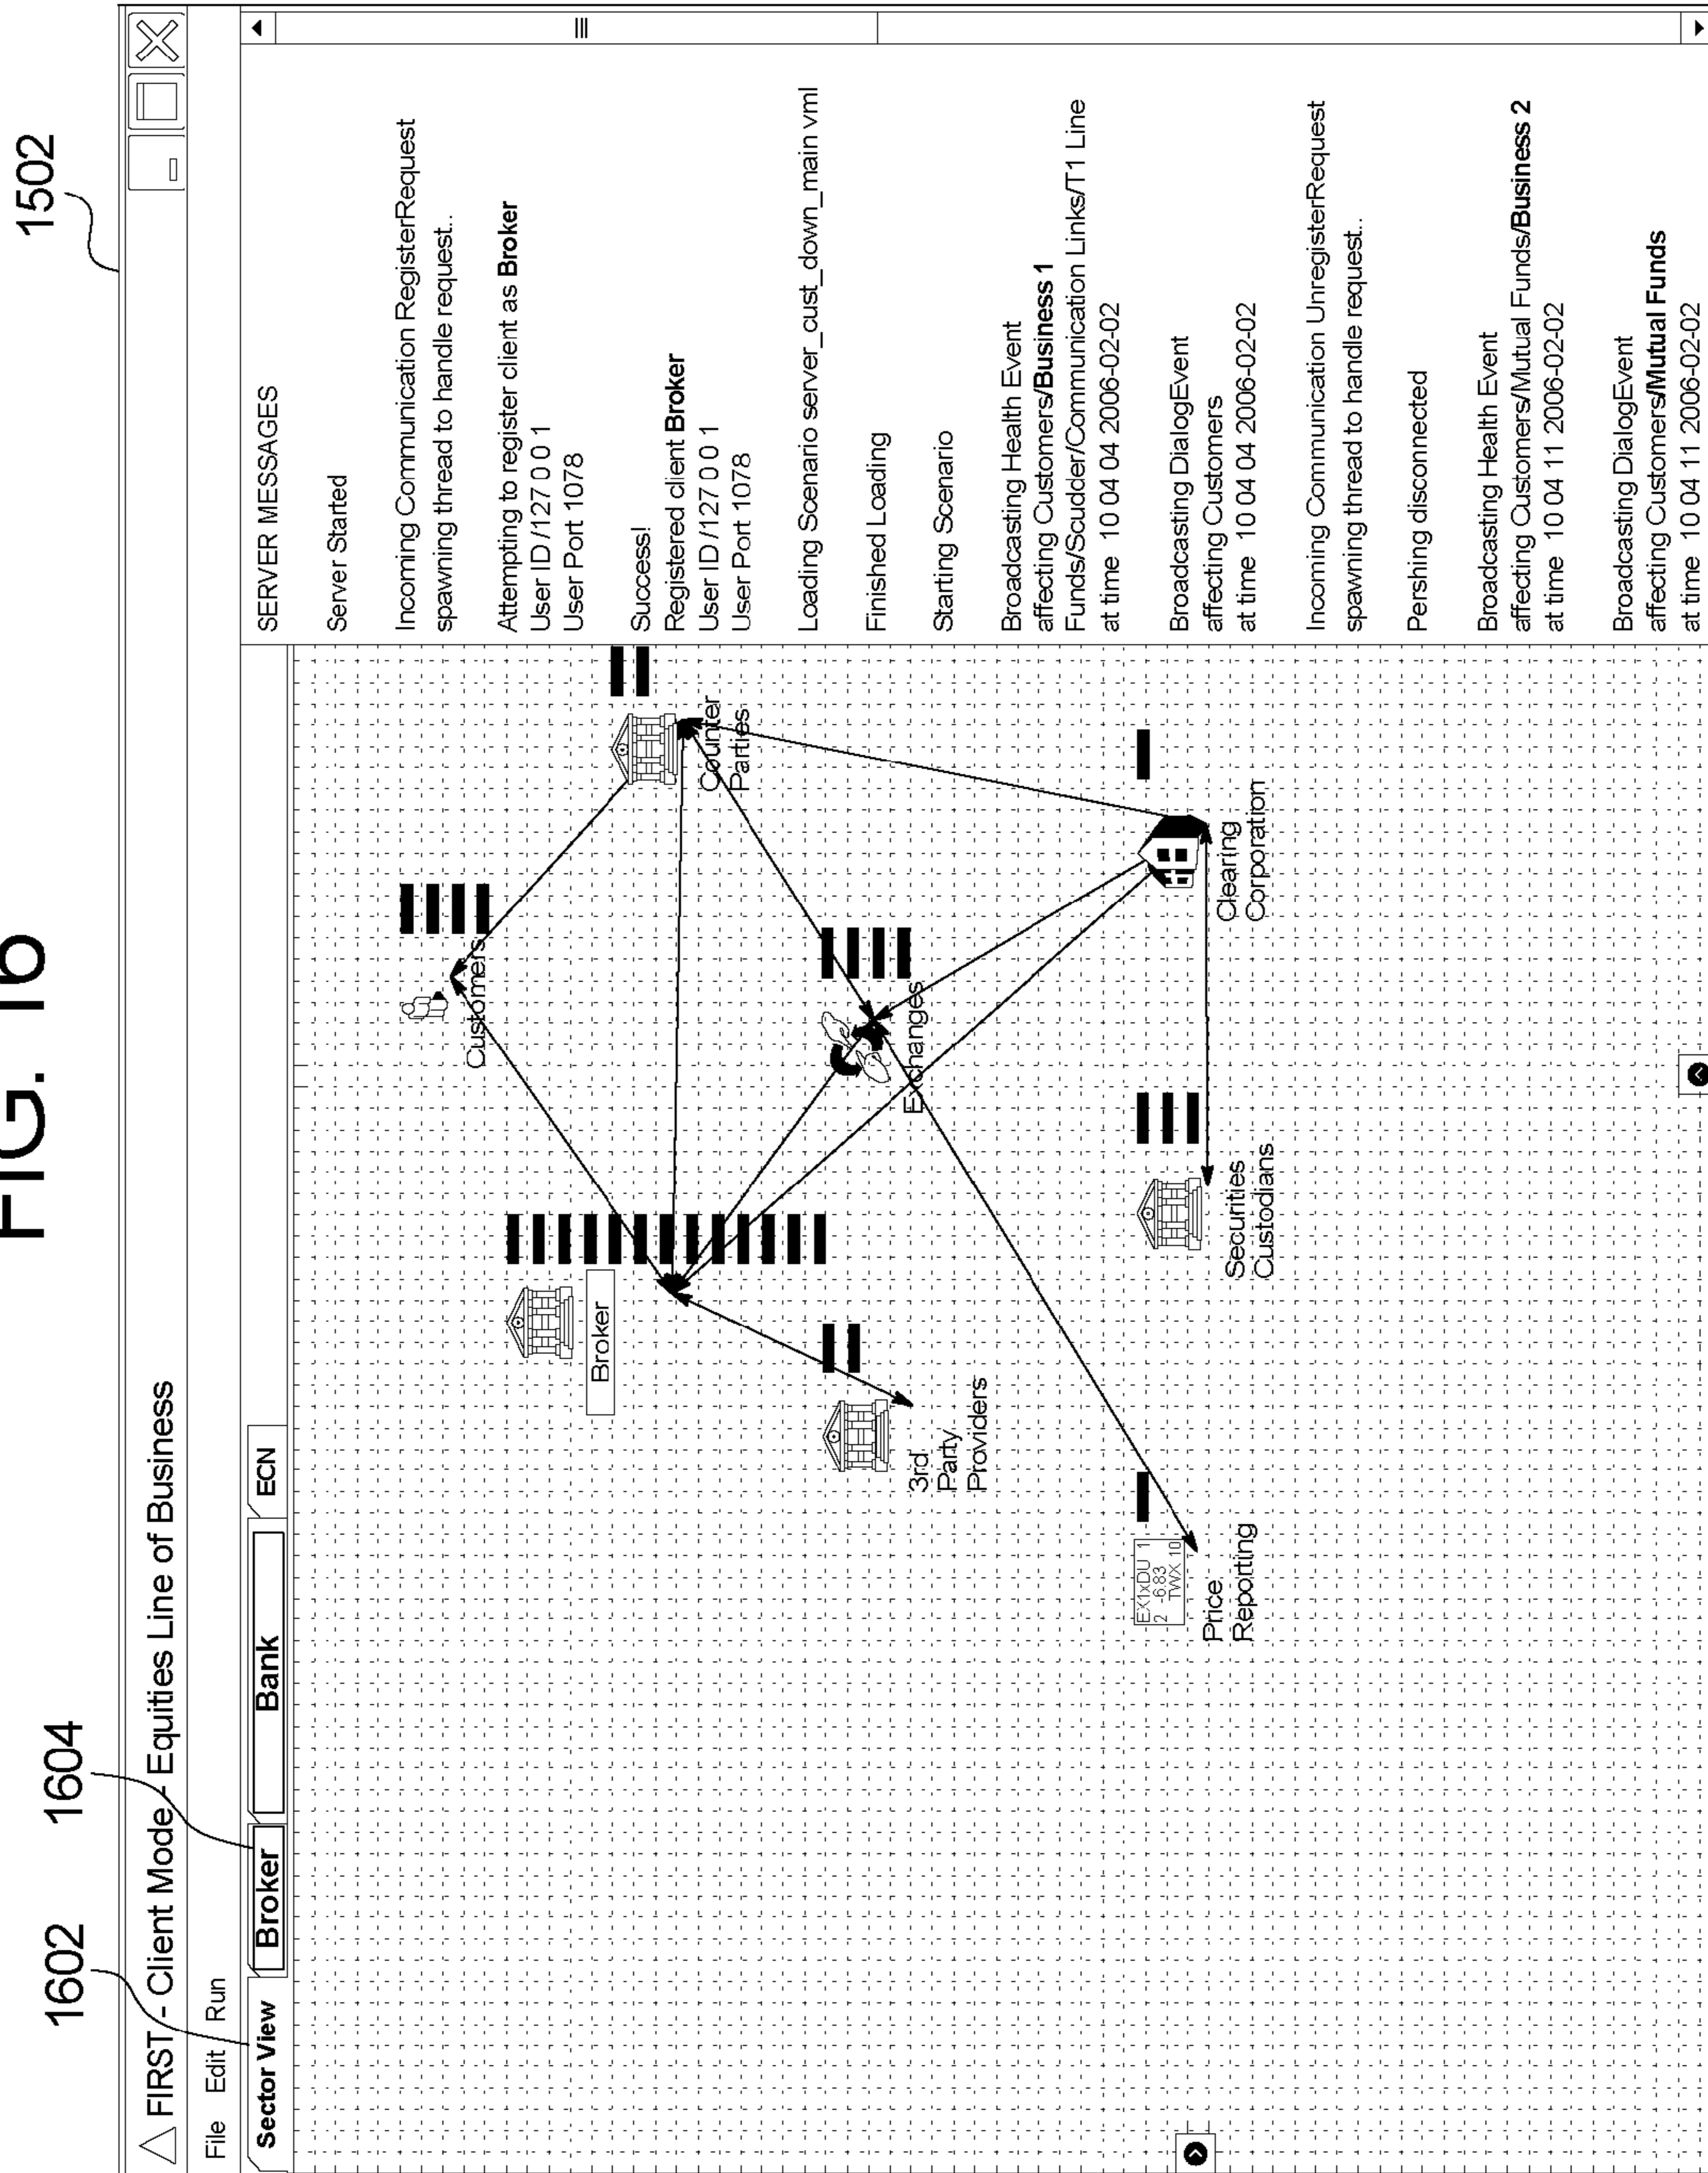 FIG. 16
1602
1604
1502
FIRST - Client Mode - Equities Line of Business
File Edit Run
Sector View
Broker
Bank
ECN
Customers
Broker
Counter
Parties
3rd
Party
Providers
Exchanges
EX1xDU 1
2 -6.83
TWX 10
Price
Reporting
Securities
Custodians
Clearing
Corporation
SERVER MESSAGES
Server Started
Incoming Communication RegisterRequest
spawning thread to handle request..
Attempting to register client as Broker
User ID /127 0 0 1
User Port 1078
Success!
Registered client Broker
User ID /127 0 0 1
User Port 1078
Loading Scenario server_cust_down_main vml
Finished Loading
Starting Scenario
Broadcasting Health Event
affecting Customers/Business 1
Funds/Scudder/Communication Links/T1 Line
at time 10 04 04 2006-02-02
Broadcasting DialogEvent
affecting Customers
at time 10 04 04 2006-02-02
Incoming Communication UnregisterRequest
spawning thread to handle request..
Pershing disconnected
Broadcasting Health Event
affecting Customers/Mutual Funds/Business 2
at time 10 04 11 2006-02-02
Broadcasting DialogEvent
affecting Customers/Mutual Funds
at time 10 04 11 2006-02-02